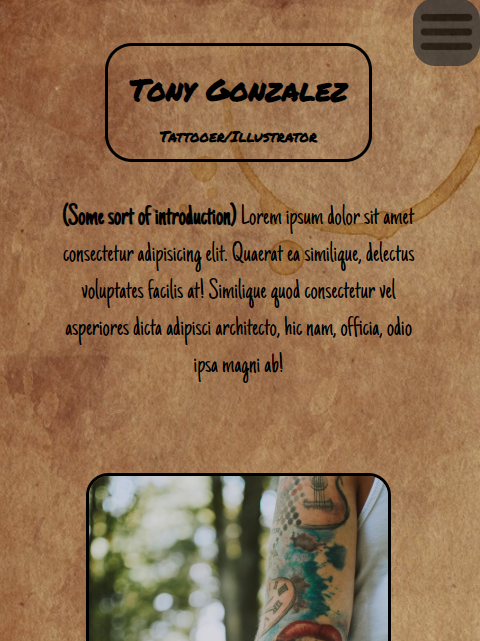 Tony Gonzalez
Tattooer/Illustrator
(Some sort of introduction) Lorem ipsum dolor sit amet
consectetur adipisicing elit. Quaerat ea similique, delectus
voluptates facilis at! Similique quod consectetur vel
asperiores dicta adipisci architecto, hic nam, officia, odio
ipsa magni ab!